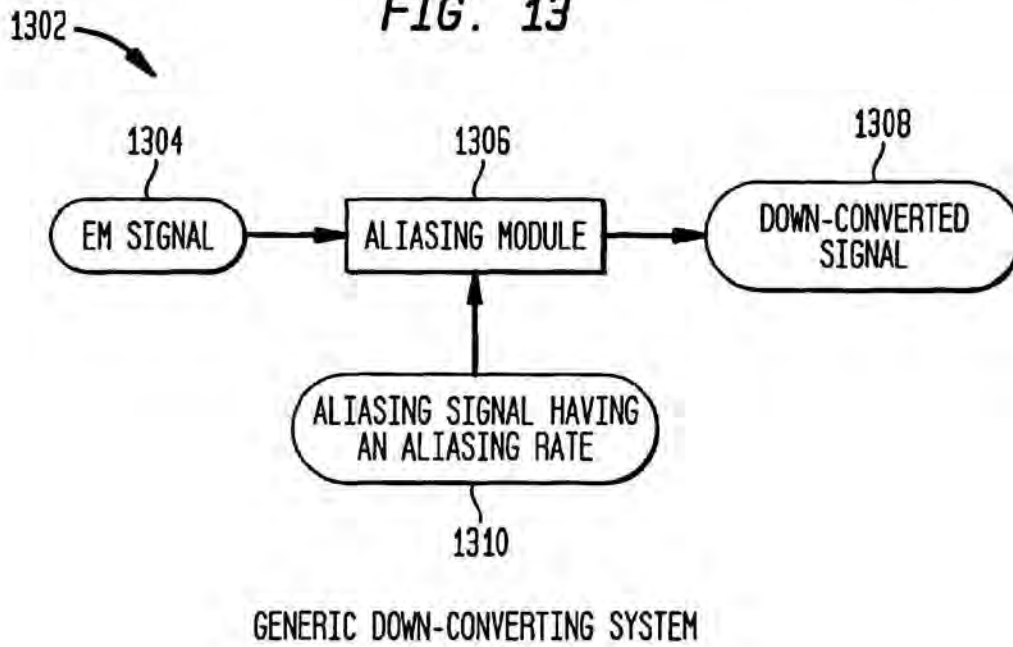 FIG. 13
1302
1304
1306
1308
EM SIGNAL
ALIASING MODULE
DOWN-CONVERTED
SIGNAL
ALIASING SIGNAL HAVING
AN ALIASING RATE
1310
GENERIC DOWN-CONVERTING SYSTEM